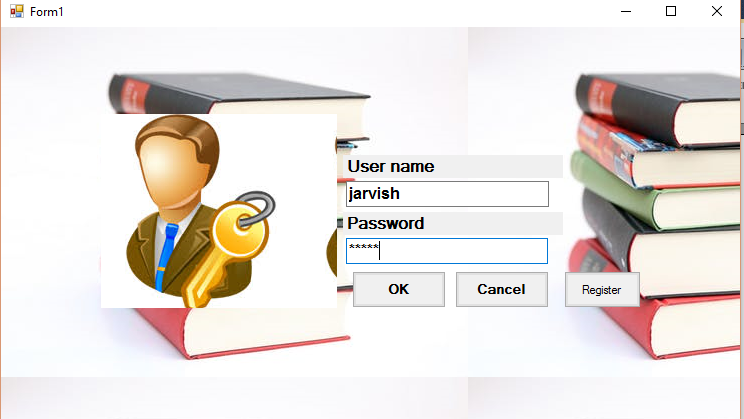 Form1
User name
jarvish
Password
*****
OK
Cancel
Register